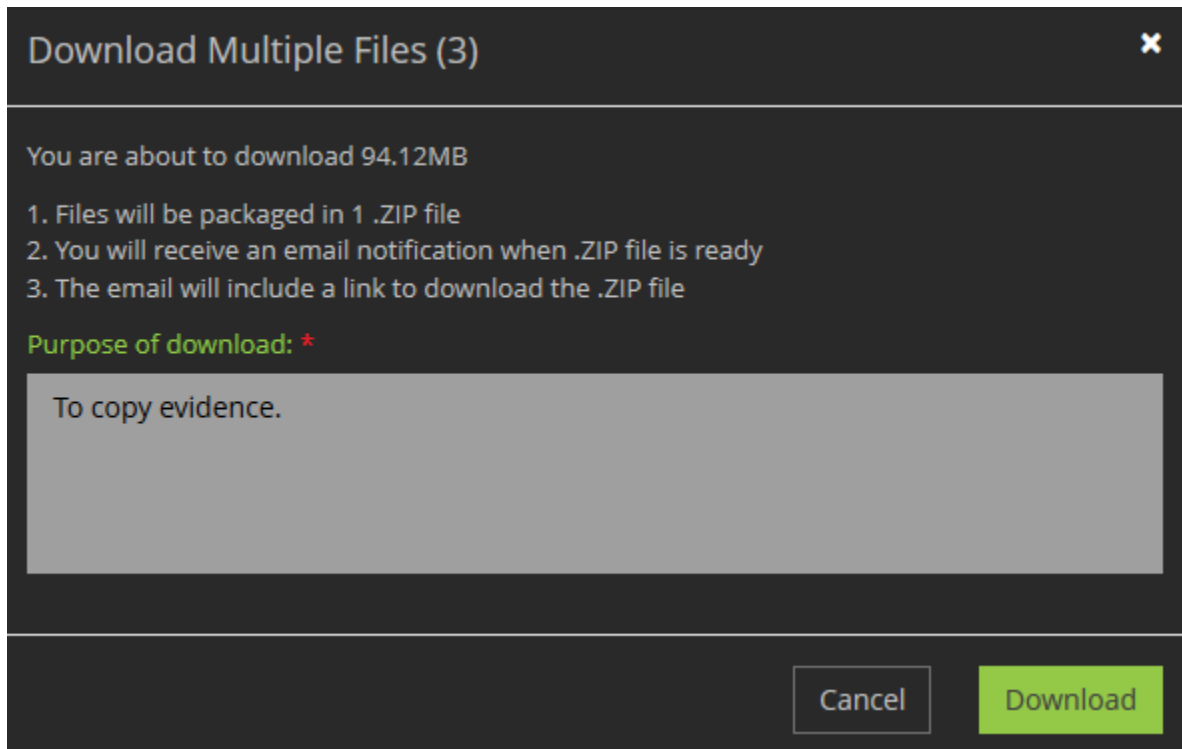 Download Multiple Files (3)
You are about to download 94.12MB
1. Files will be packaged in 1 .ZIP file
2. You will receive an email notification when .ZIP file is ready
3. The email will include a link to download the .ZIP file
Purpose of download: *
To copy evidence.
Cancel
Download